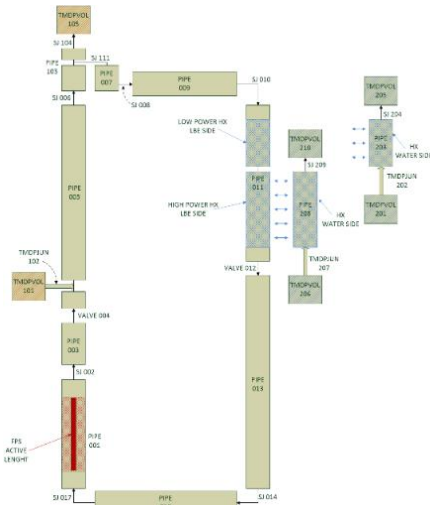 TMDPVOL
105
SJ 104
SJ 111
PIPE
105
PIPE
007
PIPE
009
SJ 010
SJ 006
SJ 008
TMDPVOL
205
SJ 204
PIPE
203
HX
WATER SIDE
TMDPJUN
202
TMDPVOL
201
LOW POWER HX
LBE SIDE
TMDPVOL
210
SJ 209
PIPE
005
PIPE
011
HIGH POWER HX
LBE SIDE
PIPE
208
HX
WATER SIDE
TMDPJUN
207
TMDPVOL
206
TMDPJUN
102
TMDPVOL
101
VALVE 012
VALVE 004
PIPE
003
SJ 002
PIPE
013
FPS
ACTIVE
LENGHT
PIPE
001
SJ 017
PIPE
SJ 014